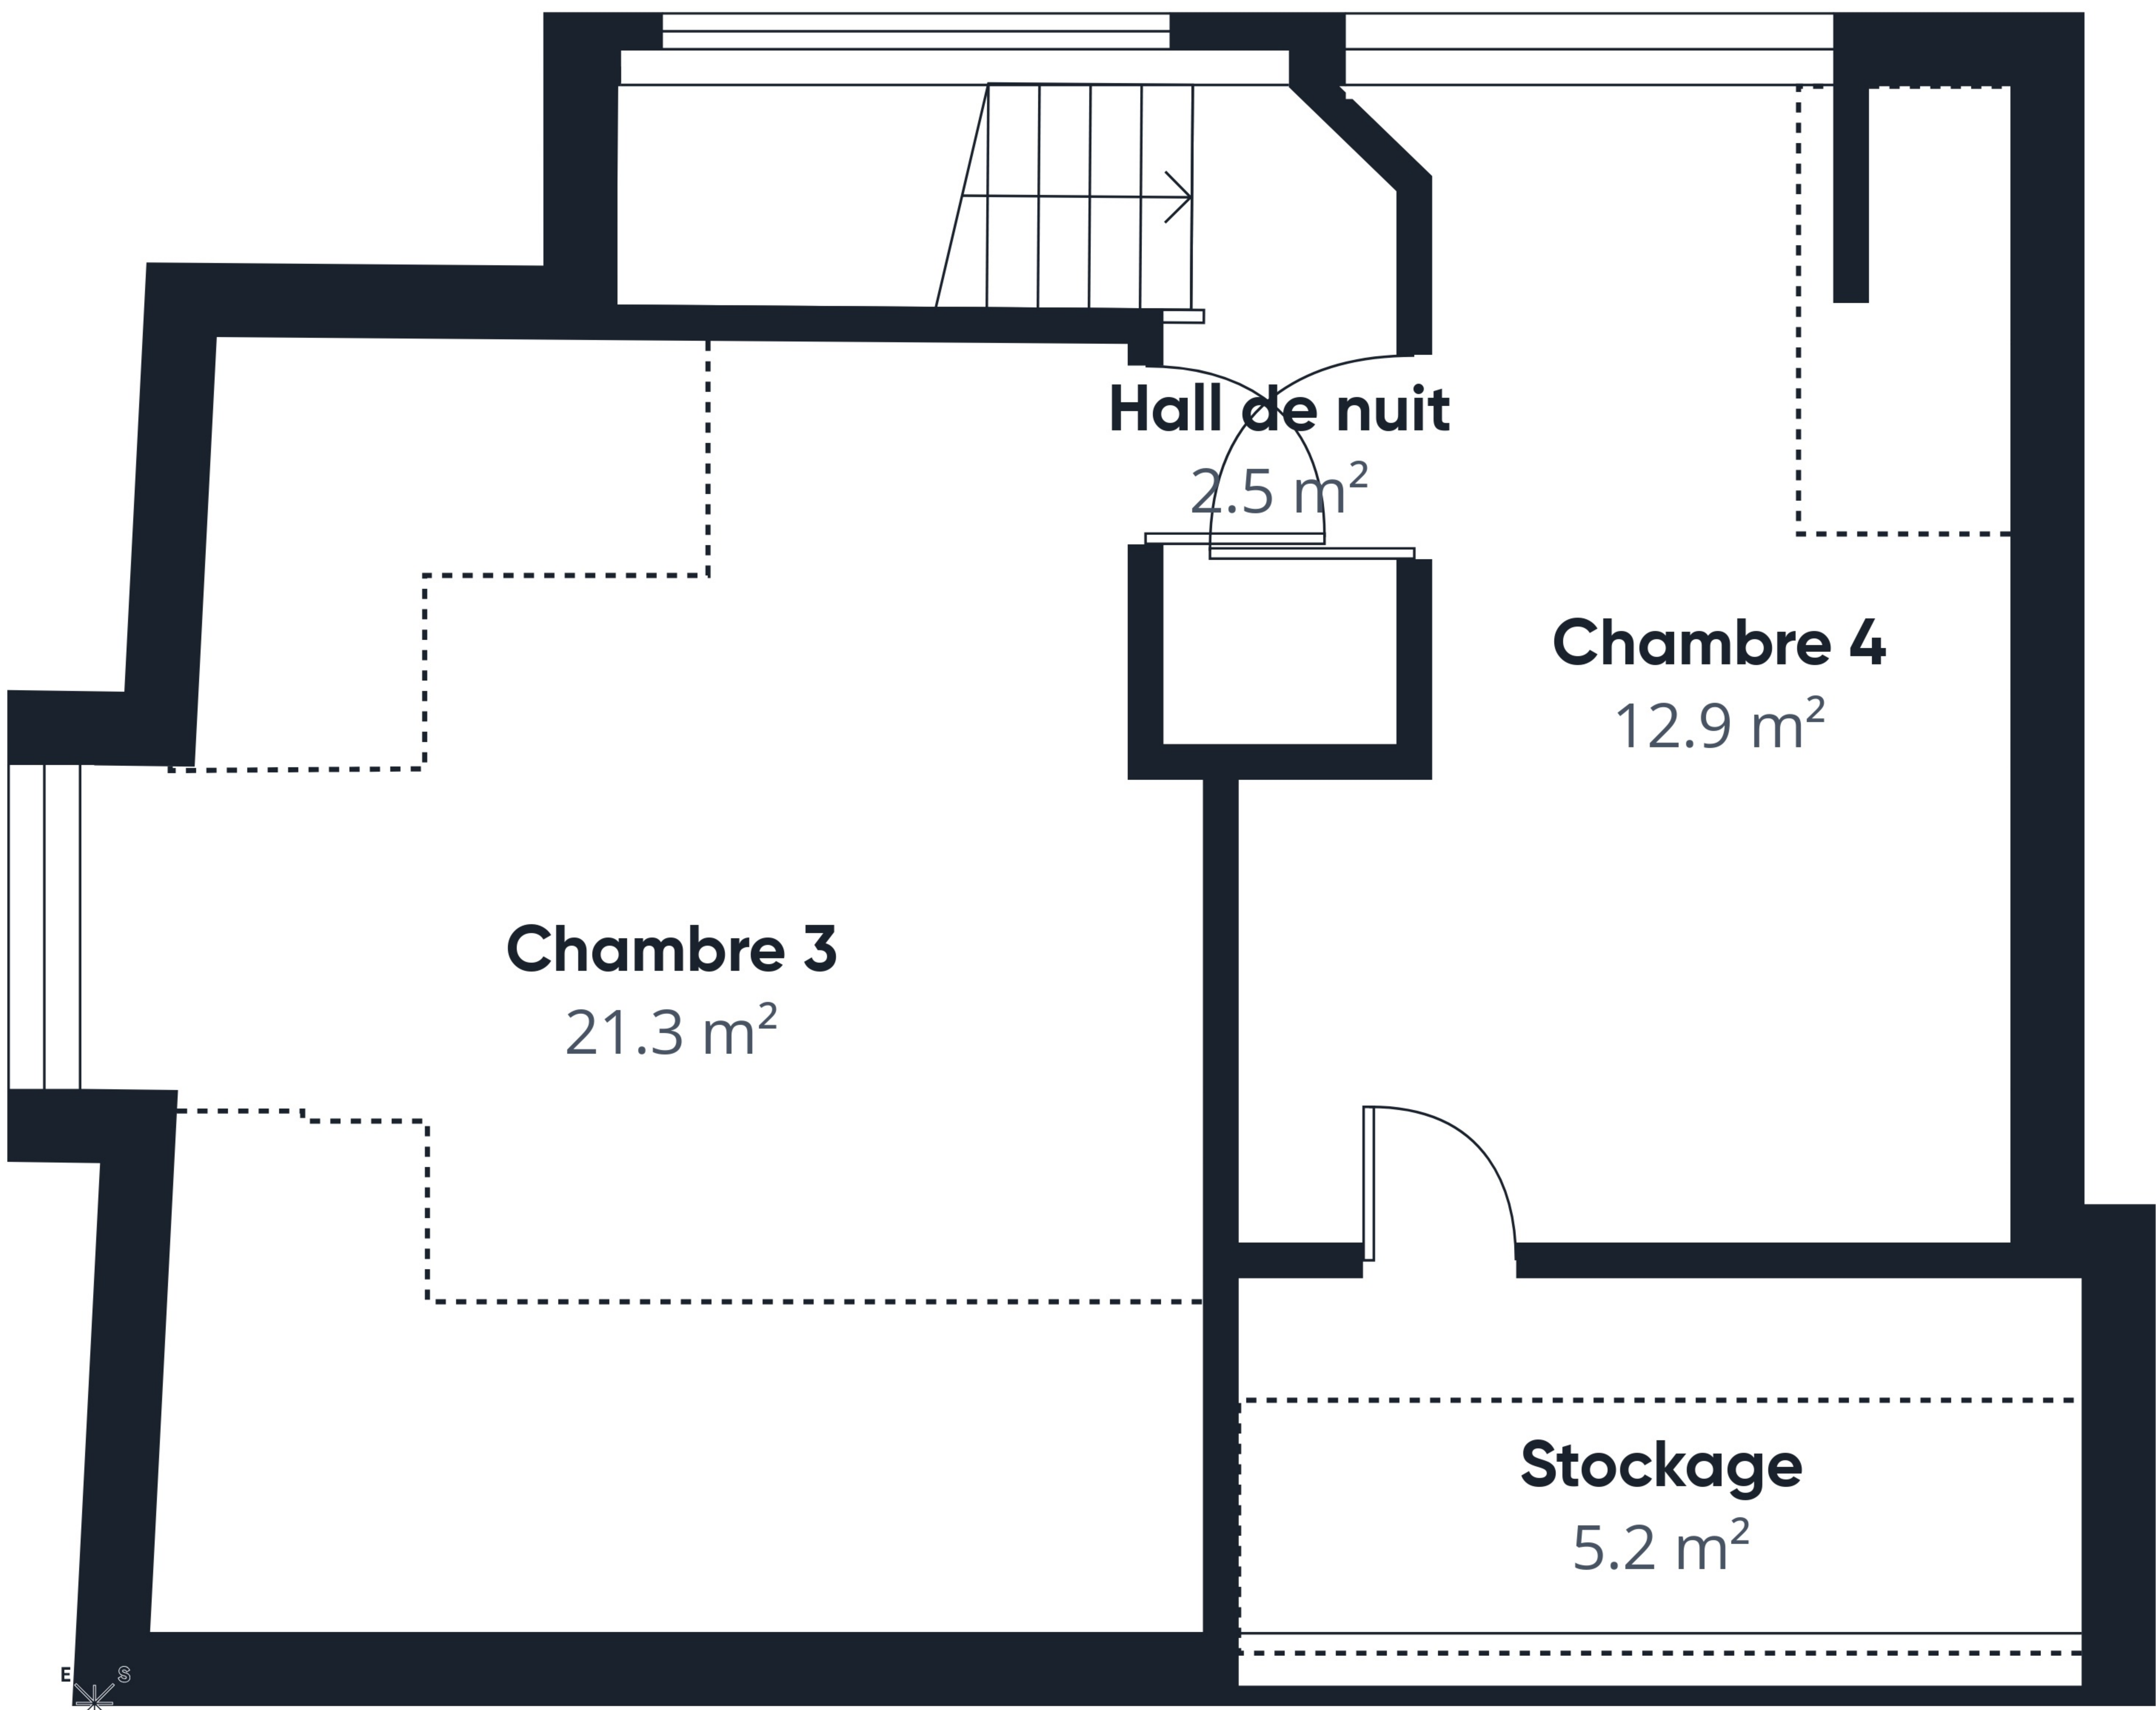 Hall de nuit
2.5 m²
Chambre 4
12.9 m²
Chambre 3
21.3 m²
Stockage
5.2 m²
E S